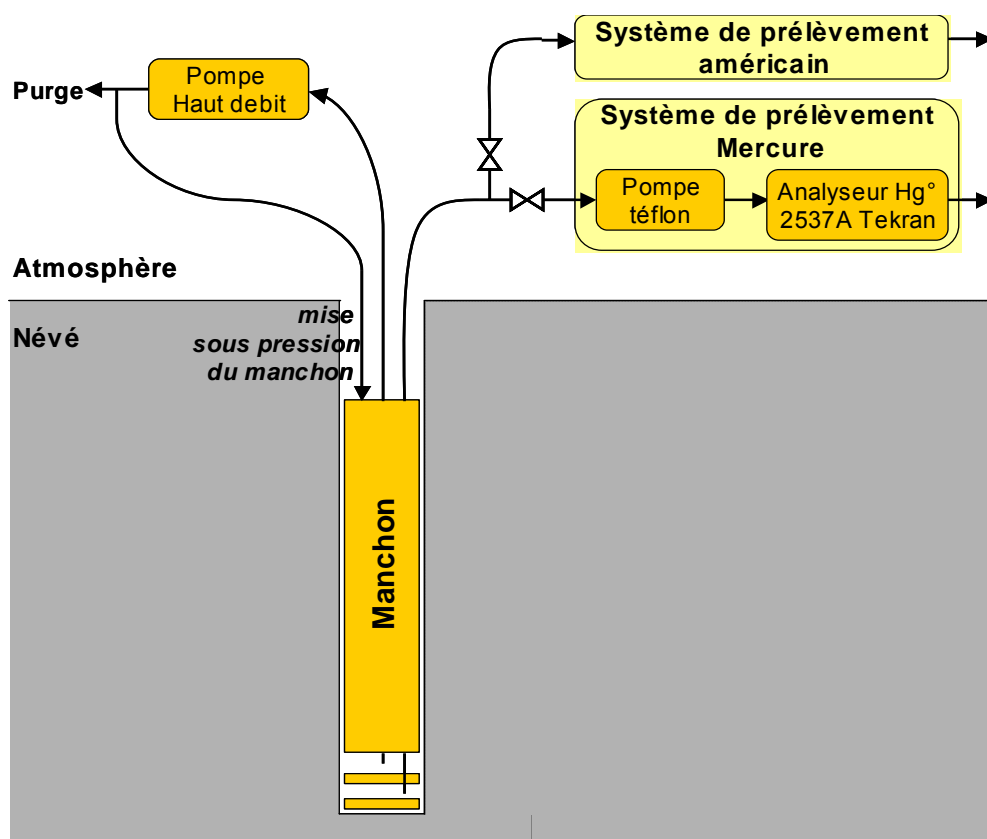 Système de prélèvement
américain
Pompe
Haut debit
Purge
Système de prélèvement
Mercure
Pompe
téflon
Analyseur Hg°
2537A Tekran
Atmosphère
Névé
mise
sous pression
du manchon
Manchon